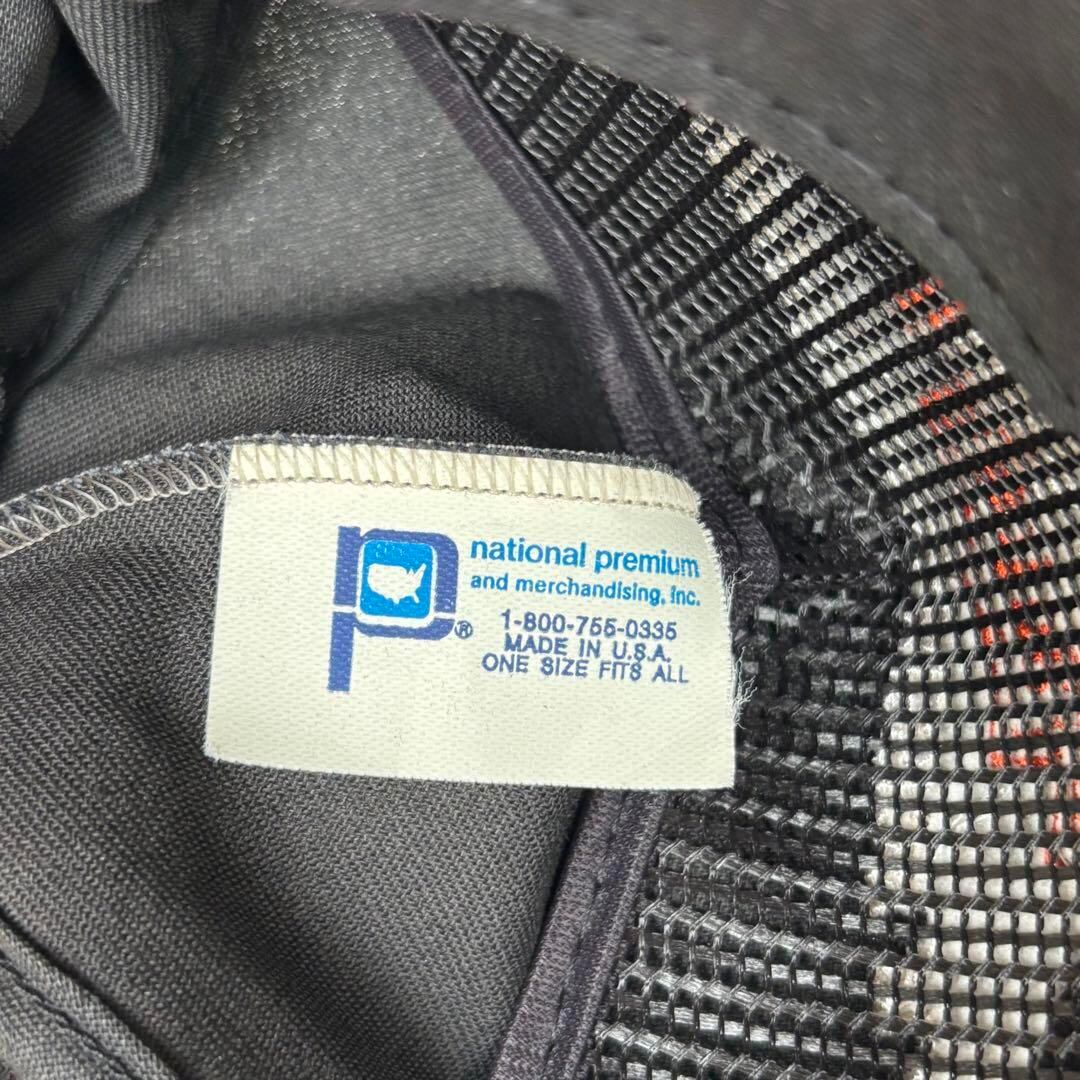 national premium
and merchandising, inc.
1-800-755-0335
MADE IN U.S.A.
ONE SIZE FITS ALL
p
®